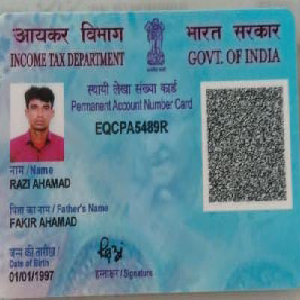 आयकर विभाग
INCOME TAX DEPARTMENT
भारत सरकार
GOVT. OF INDIA
स्थायी लेखा संख्या कार्ड
Permanent Account Number Card
EQCPA5489R
नाम / Name
RAZI AHAMAD
पिता का नाम / Father's Name
FAKIR AHAMAD
जन्म की तारीख /
Date of Birth
01/01/1997
हस्ताक्षर / Signature